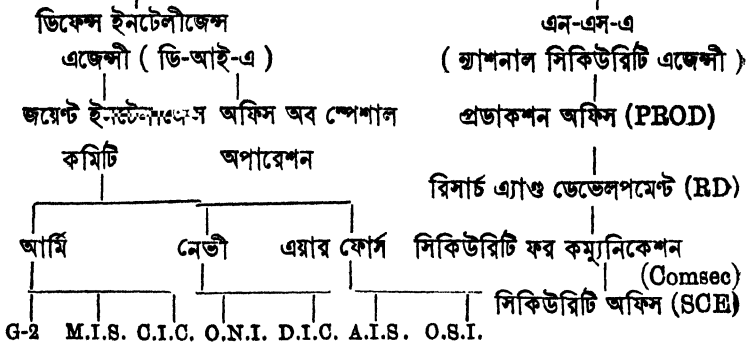 ডিফেন্স ইনটেলীজেন্স
এজেন্সী ( ডি-আই-এ )
জয়েন্ট অফিস অব স্পেশাল
কমিটি অপারেশন
আর্মি নেভী এয়ার ফোর্স
G-2 M.I.S. C.I.C. O.N.I. D.I.C. A.I.S. O.S.I.
এন-এস-এ
( ন্যাশনাল সিকিউরিটি এজেন্সী )
প্রডাকশন অফিস (PROD)
রিসার্চ এ্যাণ্ড ডেভেলপমেণ্ট (RD)
সিকিউরিটি ফর কম্যুনিকেশন
(Comsec)
সিকিউরিটি অফিস (SCE)